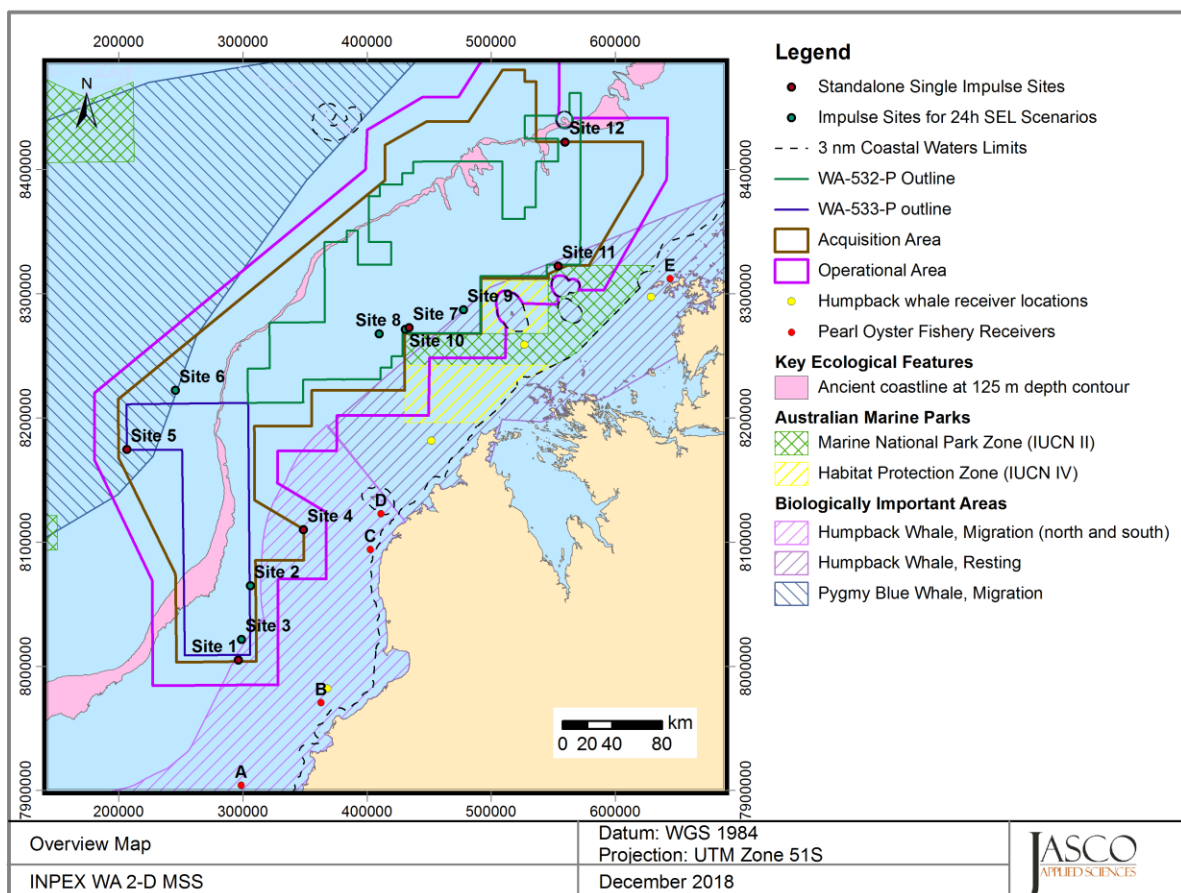 200000 300000 400000 500000 600000
N
8400000
8300000
8200000
8100000
8000000
7900000
Site 12
Site 11
E
Site 9
Site 7
Site 8
Site 10
Site 6
Site 5
D
Site 4
C
Site 2
Site 3
Site 1
B
A
km
0 20 40 80
200000 300000 400000 500000 600000
Legend
Standalone Single Impulse Sites
Impulse Sites for 24h SEL Scenarios
3 nm Coastal Waters Limits
WA-532-P Outline
WA-533-P outline
Acquisition Area
Operational Area
Humpback whale receiver locations
Pearl Oyster Fishery Receivers
Key Ecological Features
Ancient coastline at 125 m depth contour
Australian Marine Parks
Marine National Park Zone (IUCN II)
Habitat Protection Zone (IUCN IV)
Biologically Important Areas
Humpback Whale, Migration (north and south)
Humpback Whale, Resting
Pygmy Blue Whale, Migration
8400000
8300000
8200000
8100000
8000000
7900000
Overview Map
Datum: WGS 1984
Projection: UTM Zone 51S
INPEX WA 2-D MSS
December 2018
JASCO
APPLIED SCIENCES